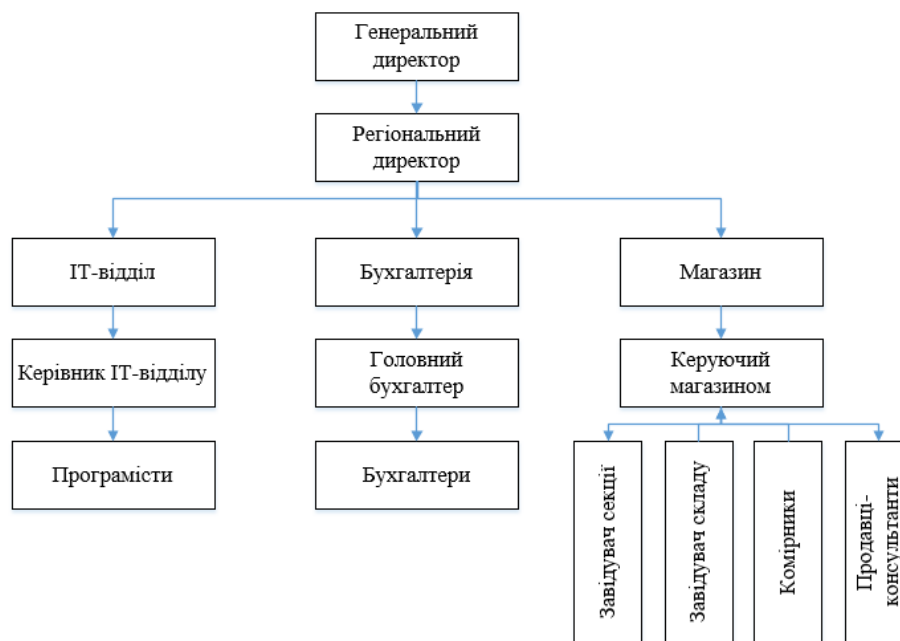 Генеральний
директор
Регіональний
директор
ІТ-відділ
Бухгалтерія
Магазин
Керівник ІТ-відділу
Головний
бухгалтер
Керуючий
магазином
Програмісти
Бухгалтери
Завідувач секції
Завідувач складу
Комірники
Продавці-
консультанти